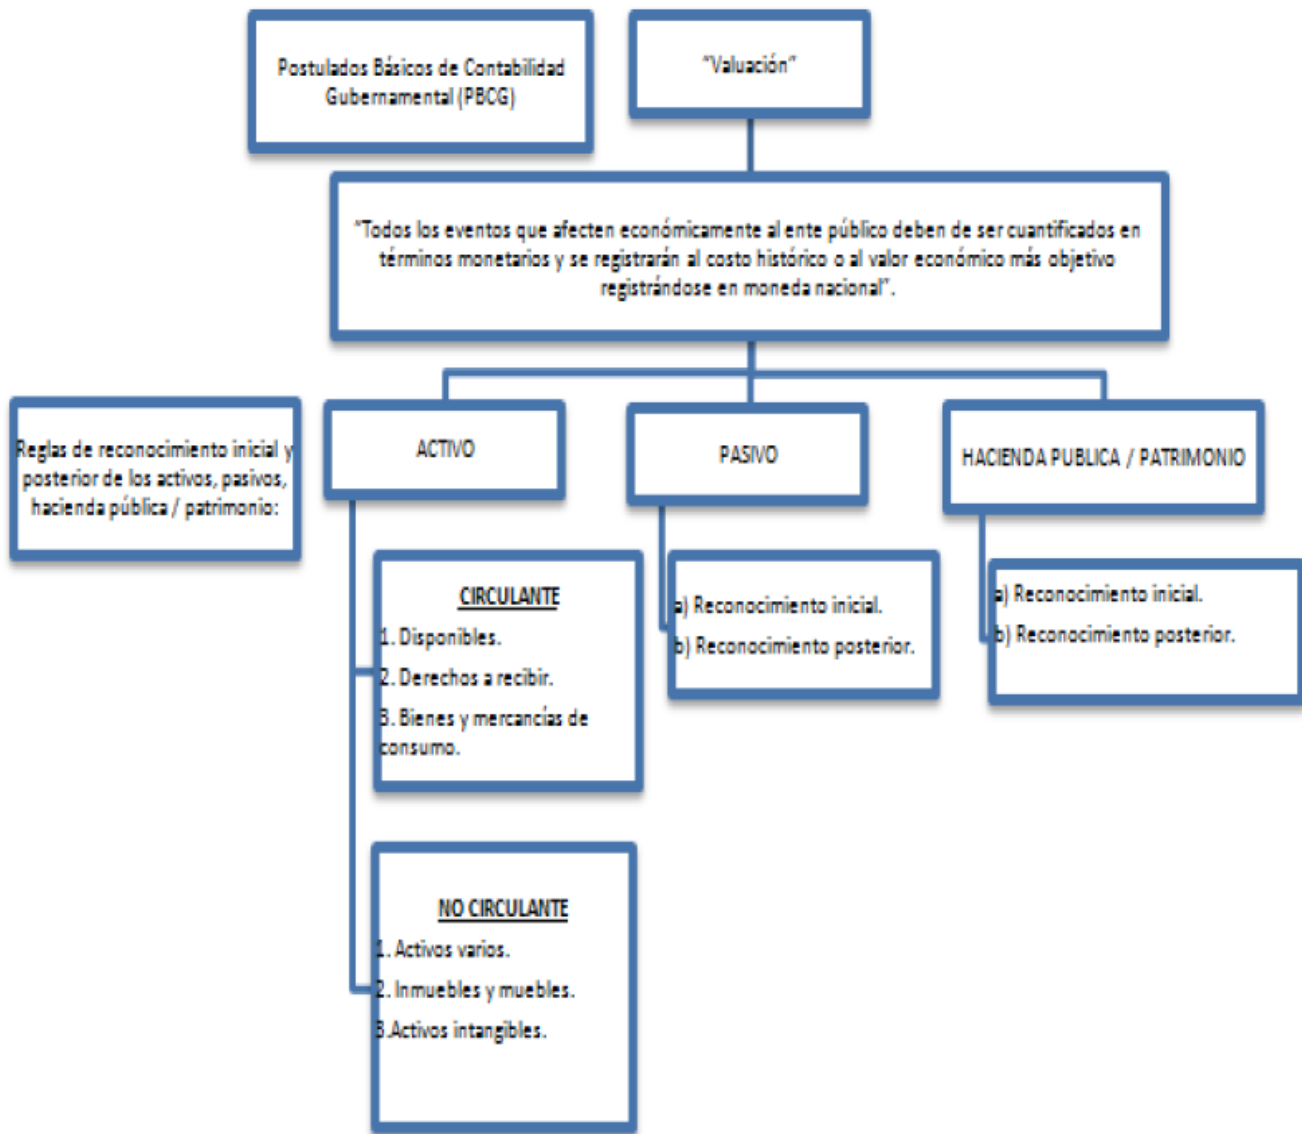 Postulados Básicos de Contabilidad
Gubernamental (PBCG)
"Valuación"
"Todos los eventos que afecten económicamente al ente público deben de ser cuantificados en
términos monetarios y se registrarán al costo histórico o al valor económico más objetivo
registrándose en moneda nacional".
Reglas de reconocimiento inicial y
posterior de los activos, pasivos,
hacienda pública / patrimonio:
ACTIVO
CIRCULANTE
1. Disponibles.
2. Derechos a recibir.
3. Bienes y mercancías de
consumo.
NO CIRCULANTE
1. Activos varios.
2. Inmuebles y muebles.
3.Activos intangibles.
PASIVO
a) Reconocimiento inicial.
b) Reconocimiento posterior.
HACIENDA PUBLICA / PATRIMONIO
a) Reconocimiento inicial.
b) Reconocimiento posterior.